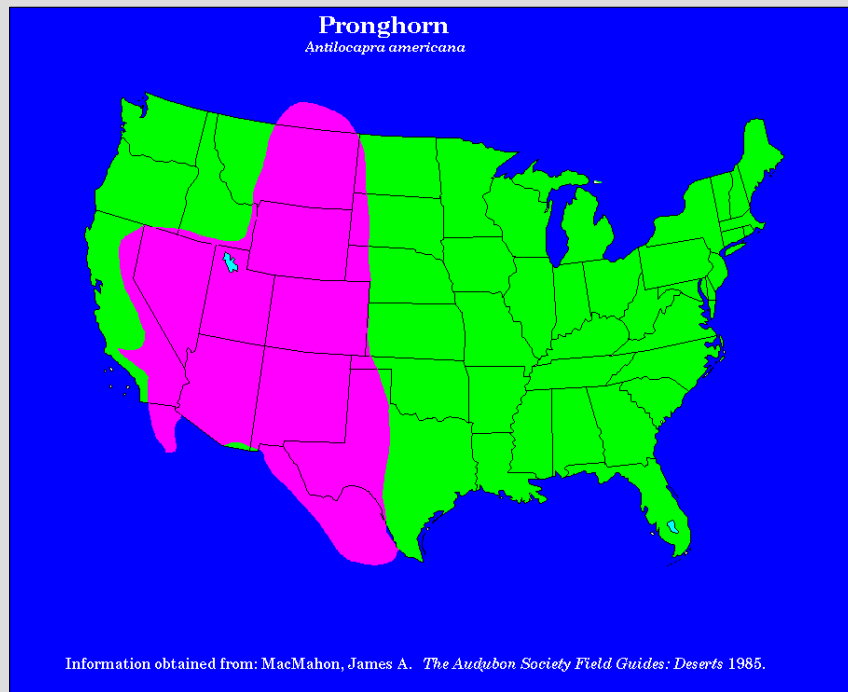 Pronghorn
Antilocapra americana
Information obtained from: MacMahon, James A. The Audubon Society Field Guides: Deserts 1985.